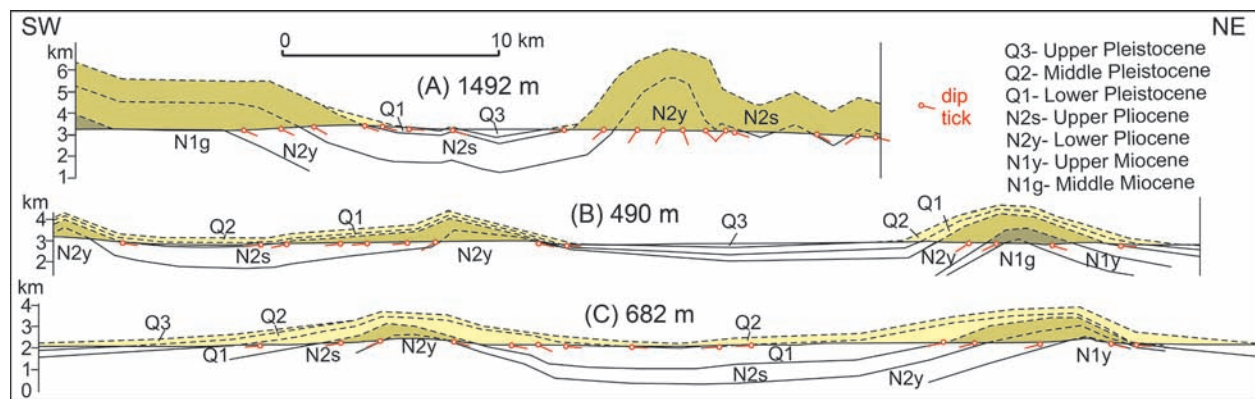 SW
NE
0
10 km
km
6
5
4
3
2
1
(A) 1492 m
Q1
Q3
N1g
N2y
N2s
N2y
N2s
dip
tick
Q3- Upper Pleistocene
Q2- Middle Pleistocene
Q1- Lower Pleistocene
N2s- Upper Pliocene
N2y- Lower Pliocene
N1y- Upper Miocene
N1g- Middle Miocene
km
4
3
2
(B) 490 m
Q2
Q1
Q3
Q2
Q1
N2y
N2s
N2y
N2y
N1g
N1y
km
4
3
2
1
0
(C) 682 m
Q3
Q2
Q2
Q1
N2s
N2y
Q1
N2s
N2y
N1y